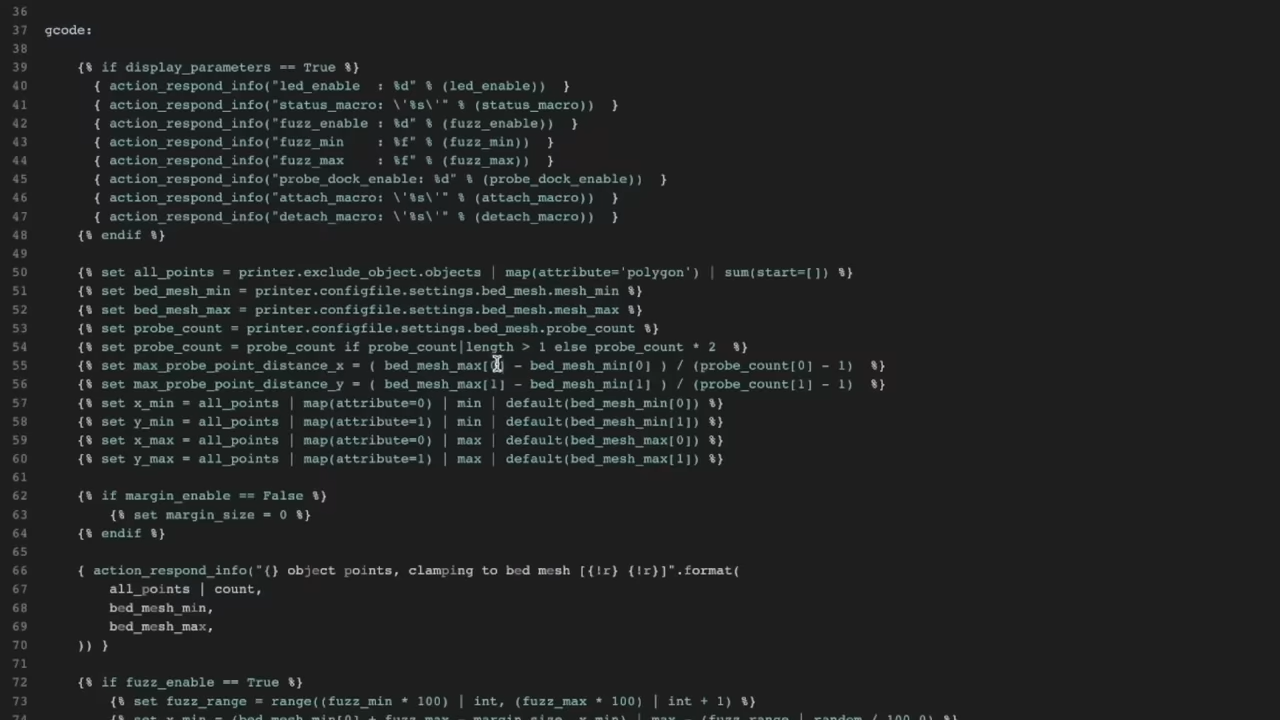 36
37 gcode:
38
39 {% if display_parameters == True %}
40 { action_respond_info("led_enable  : %d" % (led_enable))  }
41 { action_respond_info("status_macro: \'%s\'" % (status_macro))  }
42 { action_respond_info("fuzz_enable : %d" % (fuzz_enable))  }
43 { action_respond_info("fuzz_min    : %f" % (fuzz_min))  }
44 { action_respond_info("fuzz_max    : %f" % (fuzz_max))  }
45 { action_respond_info("probe_dock_enable: %d" % (probe_dock_enable))  }
46 { action_respond_info("attach_macro: \'%s\'" % (attach_macro))  }
47 { action_respond_info("detach_macro: \'%s\'" % (detach_macro))  }
48 {% endif %}
49
50 {% set all_points = printer.exclude_object.objects | map(attribute='polygon') | sum(start=[]) %}
51 {% set bed_mesh_min = printer.configfile.settings.bed_mesh.mesh_min %}
52 {% set bed_mesh_max = printer.configfile.settings.bed_mesh.mesh_max %}
53 {% set probe_count = printer.configfile.settings.bed_mesh.probe_count %}
54 {% set probe_count = probe_count if probe_count|length > 1 else probe_count * 2  %}
55 {% set max_probe_point_distance_x = ( bed_mesh_max[0] - bed_mesh_min[0] ) / (probe_count[0] - 1)  %}
56 {% set max_probe_point_distance_y = ( bed_mesh_max[1] - bed_mesh_min[1] ) / (probe_count[1] - 1)  %}
57 {% set x_min = all_points | map(attribute=0) | min | default(bed_mesh_min[0]) %}
58 {% set y_min = all_points | map(attribute=1) | min | default(bed_mesh_min[1]) %}
59 {% set x_max = all_points | map(attribute=0) | max | default(bed_mesh_max[0]) %}
60 {% set y_max = all_points | map(attribute=1) | max | default(bed_mesh_max[1]) %}
61
62 {% if margin_enable == False %}
63 {% set margin_size = 0 %}
64 {% endif %}
65
66 { action_respond_info("{} object points, clamping to bed mesh [{!r} {!r}]".format(
67 all_points | count,
68 bed_mesh_min,
69 bed_mesh_max,
70 )) }
71
72 {% if fuzz_enable == True %}
73 {% set fuzz_range = range((fuzz_min * 100) | int, (fuzz_max * 100) | int + 1) %}